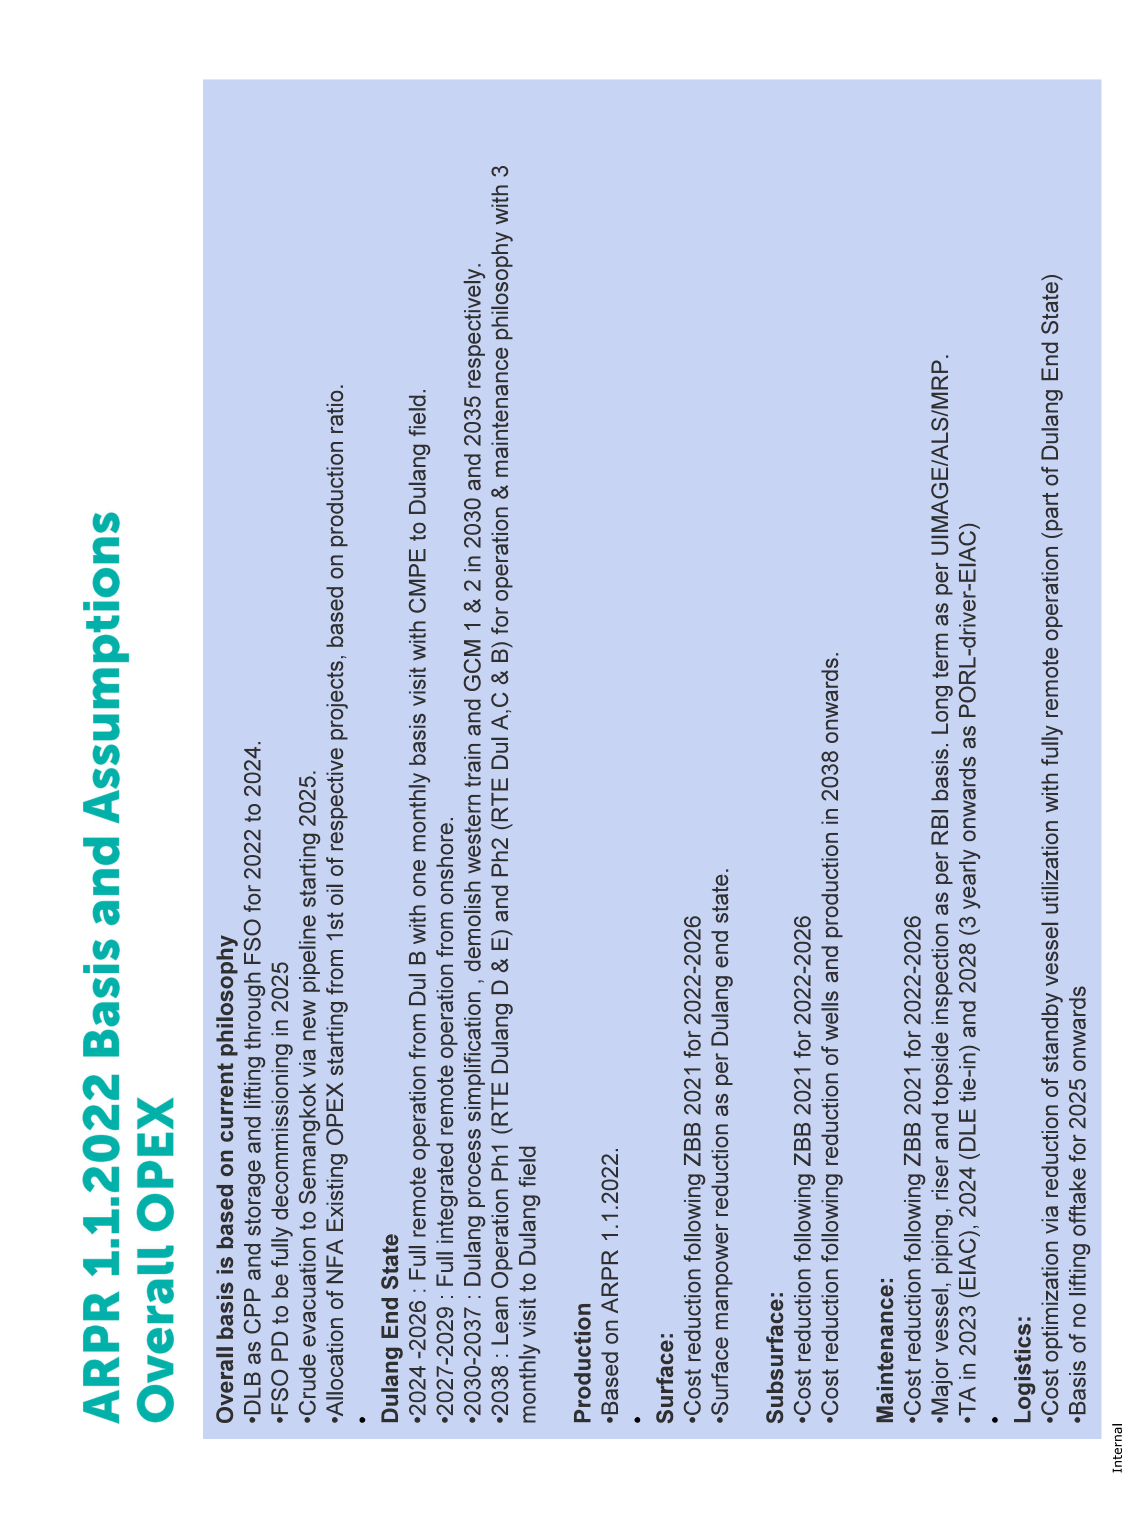 ARPR 1.1.2022 Basis and Assumptions
Overall OPEX
Overall basis is based on current philosophy
•DLB as CPP and storage and lifting through FSO for 2022 to 2024.
•FSO PD to be fully decommissioning in 2025
•Crude evacuation to Semangkok via new pipeline starting 2025.
•Allocation of NFA Existing OPEX starting from 1st oil of respective projects, based on production ratio.
•
Dulang End State
•2024 -2026 : Full remote operation from Dul B with one monthly basis visit with CMPE to Dulang field.
•2027-2029 : Full integrated remote operation from onshore.
•2030-2037 : Dulang process simplification , demolish western train and GCM 1 & 2 in 2030 and 2035 respectively.
•2038 : Lean Operation Ph1 (RTE Dulang D & E) and Ph2 (RTE Dul A,C & B) for operation & maintenance philosophy with 3
monthly visit to Dulang field
Production
•Based on ARPR 1.1.2022.
•
Surface:
•Cost reduction following ZBB 2021 for 2022-2026
•Surface manpower reduction as per Dulang end state.
Subsurface:
•Cost reduction following ZBB 2021 for 2022-2026
•Cost reduction following reduction of wells and production in 2038 onwards.
Maintenance:
•Cost reduction following ZBB 2021 for 2022-2026
•Major vessel, piping, riser and topside inspection as per RBI basis. Long term as per UIMAGE/ALS/MRP.
•TA in 2023 (EIAC), 2024 (DLE tie-in) and 2028 (3 yearly onwards as PORL-driver-EIAC)
•
Logistics:
•Cost optimization via reduction of standby vessel utilization with fully remote operation (part of Dulang End State)
•Basis of no lifting offtake for 2025 onwards
Internal